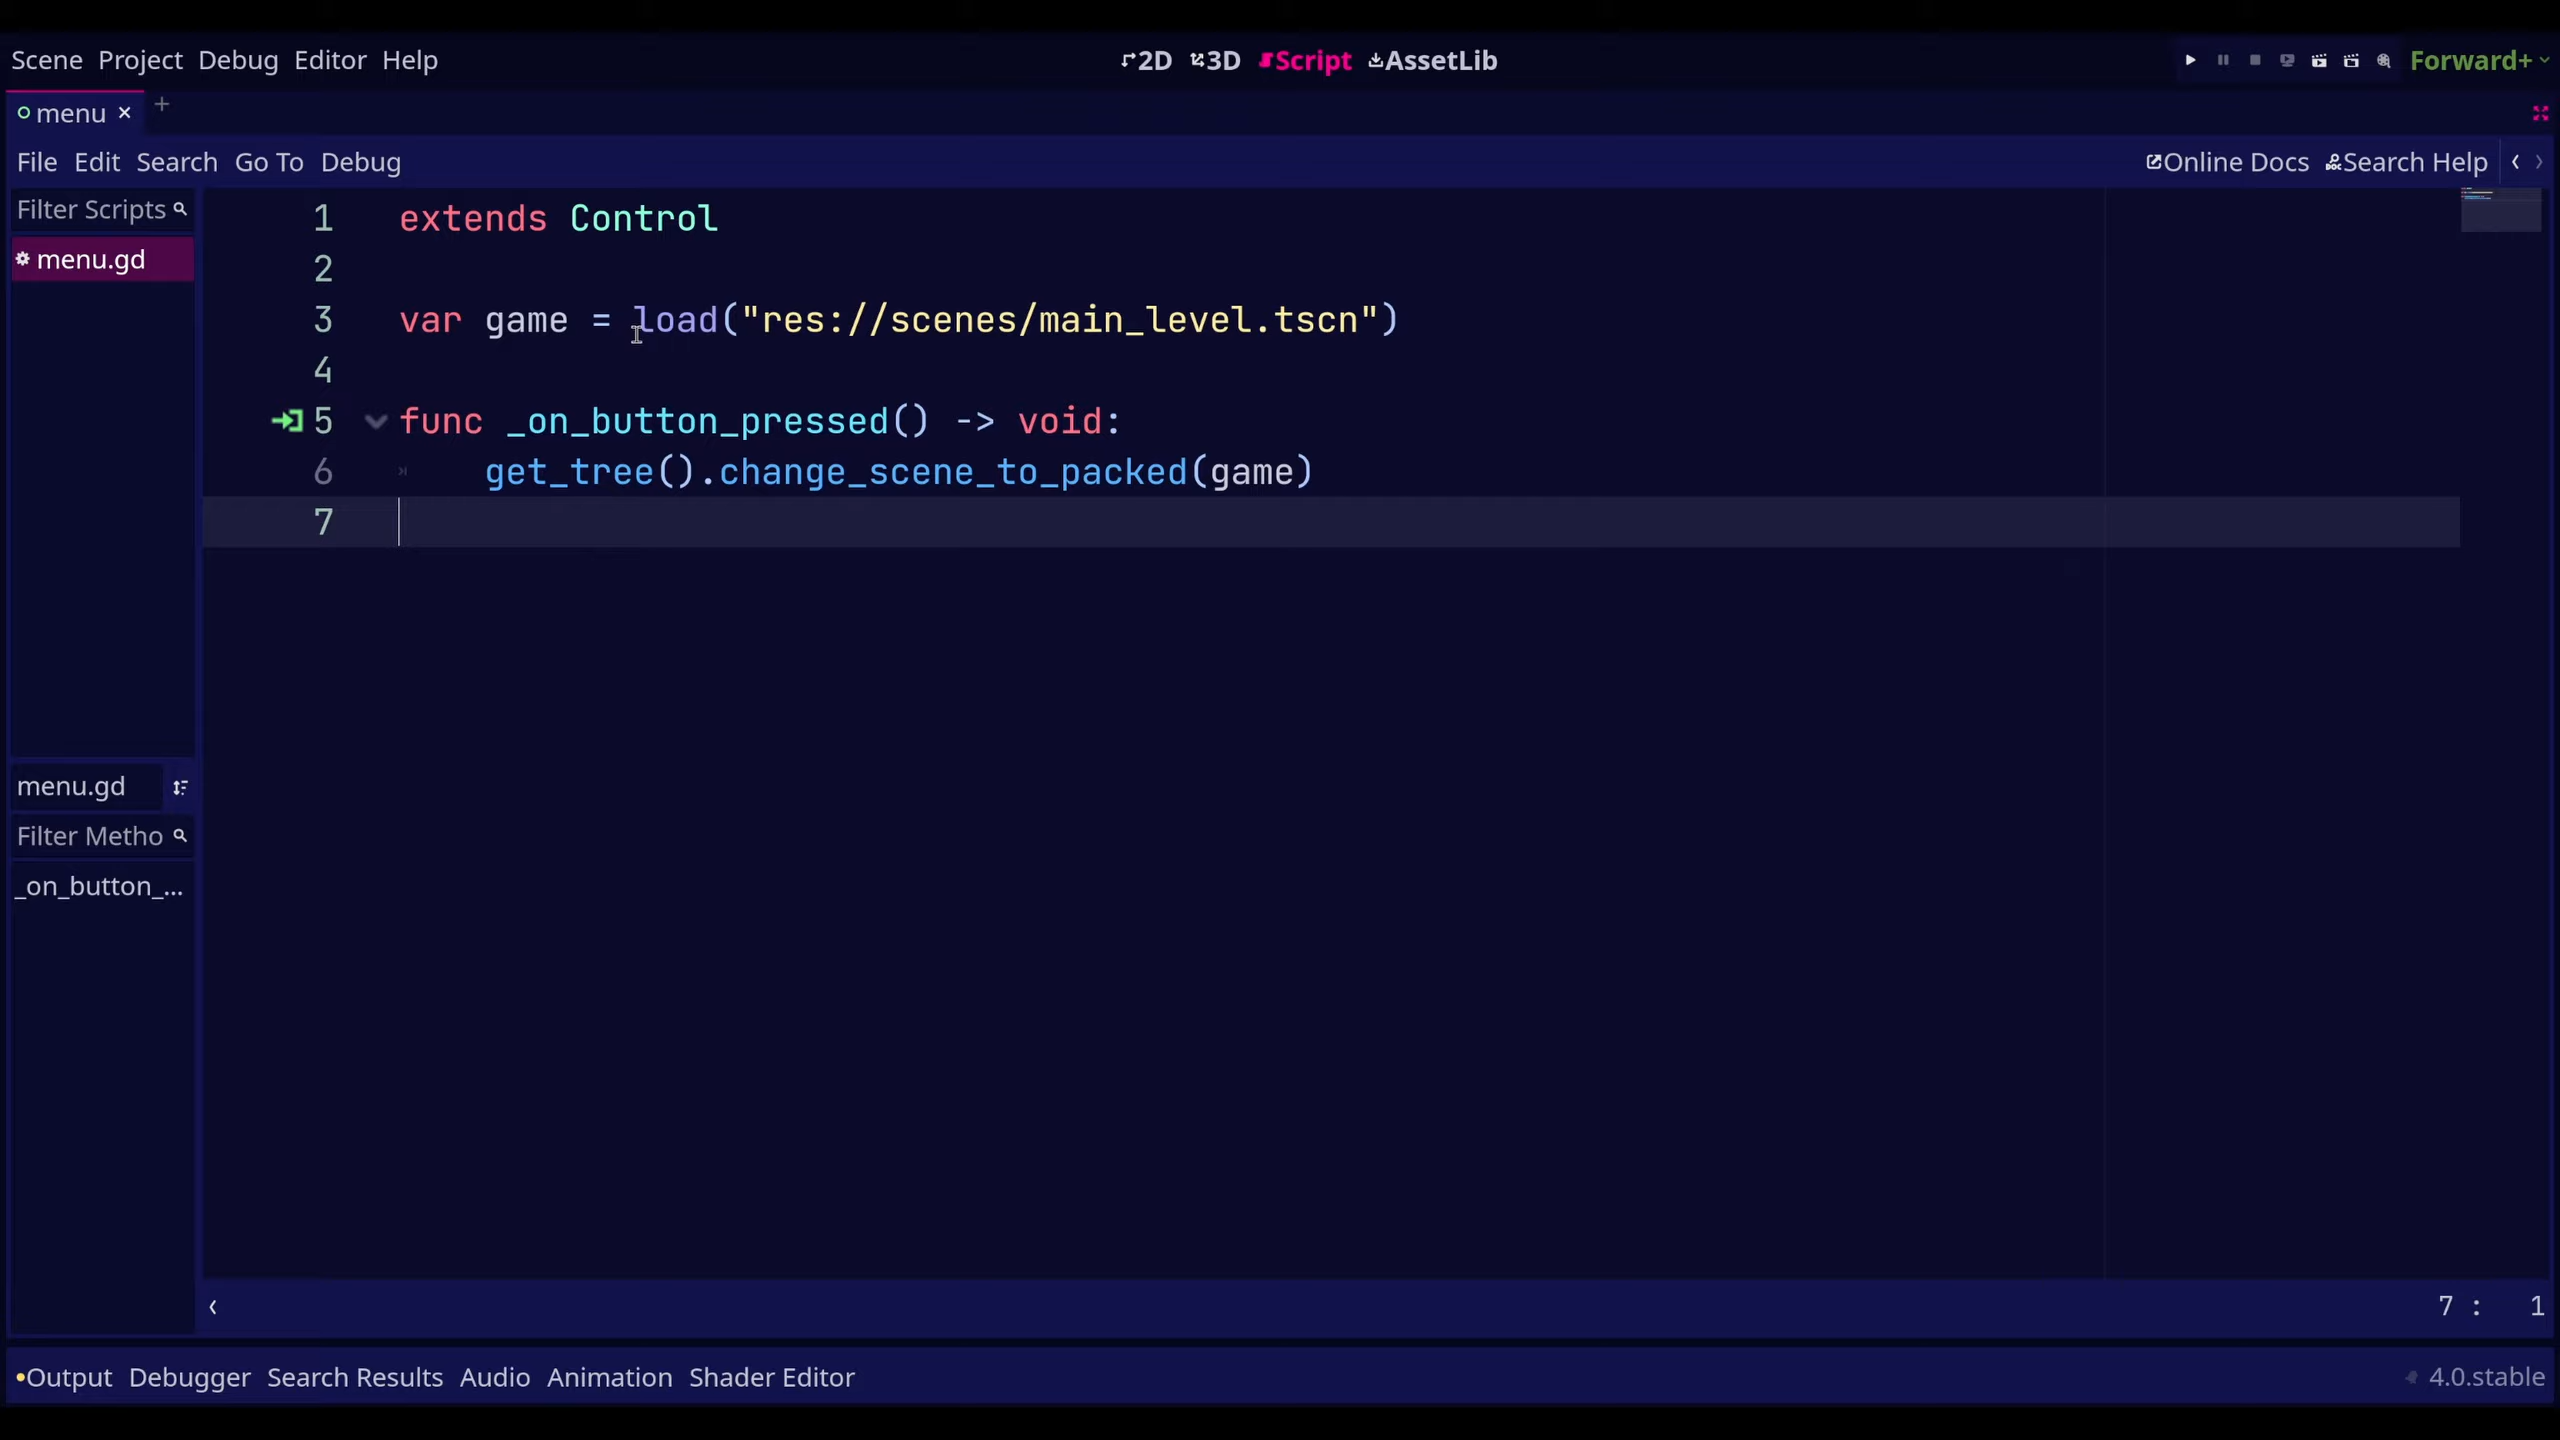 Scene Project Debug Editor Help 2D 3D Script AssetLib Forward+
menu
File Edit Search Go To Debug Online Docs Search Help
Filter Scripts
menu.gd
1 extends Control
2
3 var game = load("res://scenes/main_level.tscn")
4
5 func _on_button_pressed() -> void:
6 get_tree().change_scene_to_packed(game)
7
menu.gd
Filter Metho
_on_button_...
7 : 1
Output Debugger Search Results Audio Animation Shader Editor 4.0.stable